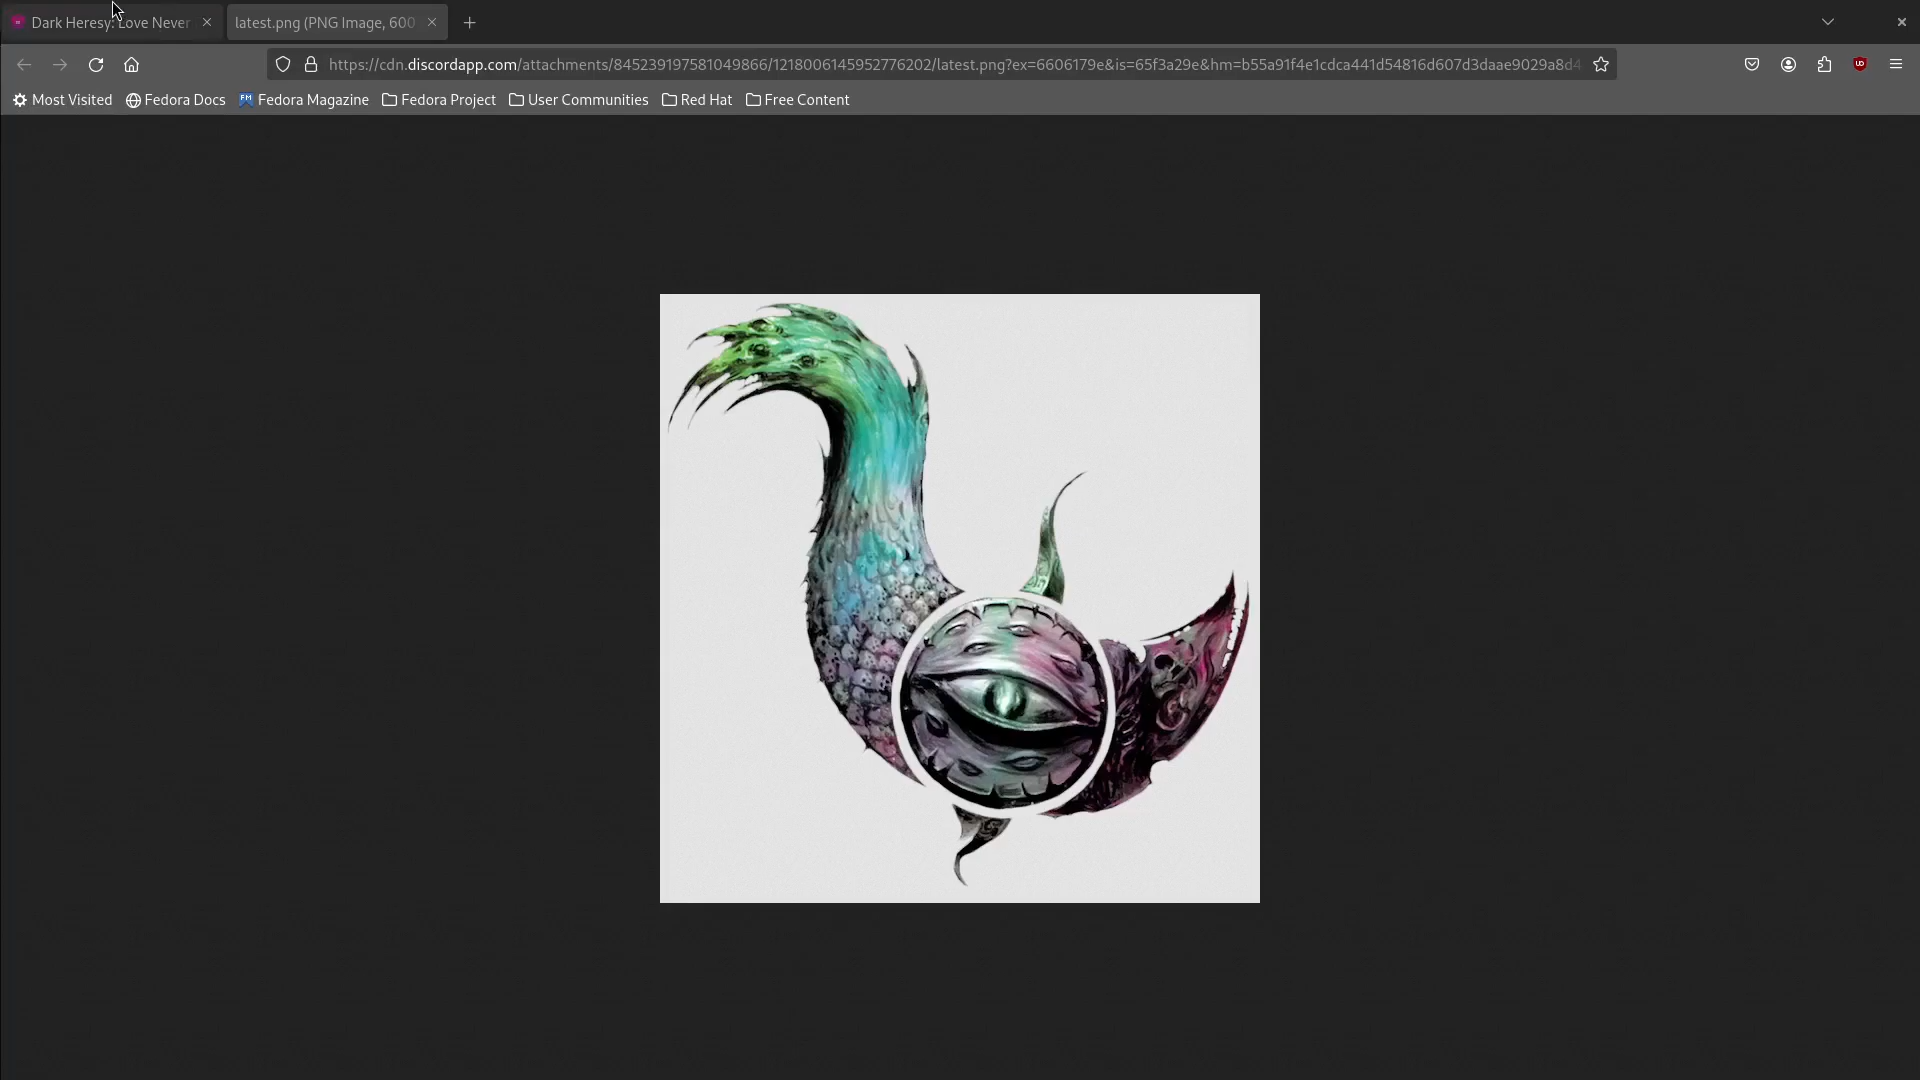 Dark Heresy: Love Never
latest.png (PNG Image, 600
https://cdn.discordapp.com/attachments/845239197581049866/1218006145952776202/latest.png?ex=6606179e&is=65f3a29e&hm=b55a91f4e1cdca441d54816d607d3daae9029a8d4
Most Visited Fedora Docs Fedora Magazine Fedora Project User Communities Red Hat Free Content